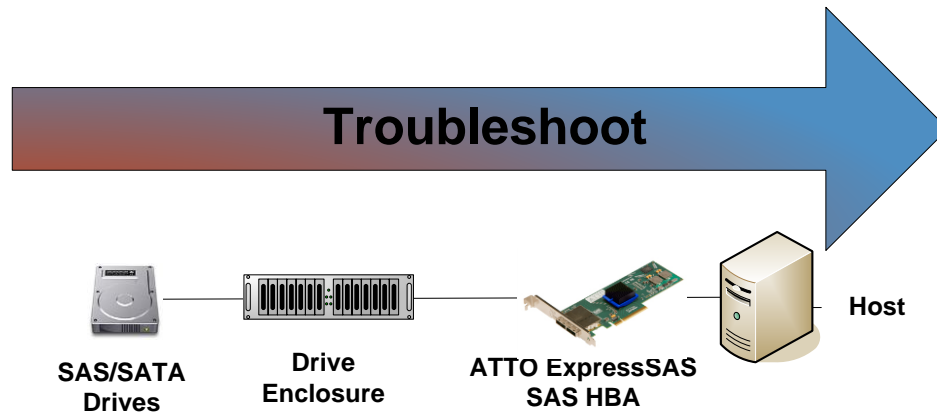 Troubleshoot
Host
SAS/SATA
Drives
Drive
Enclosure
ATTO ExpressSAS
SAS HBA